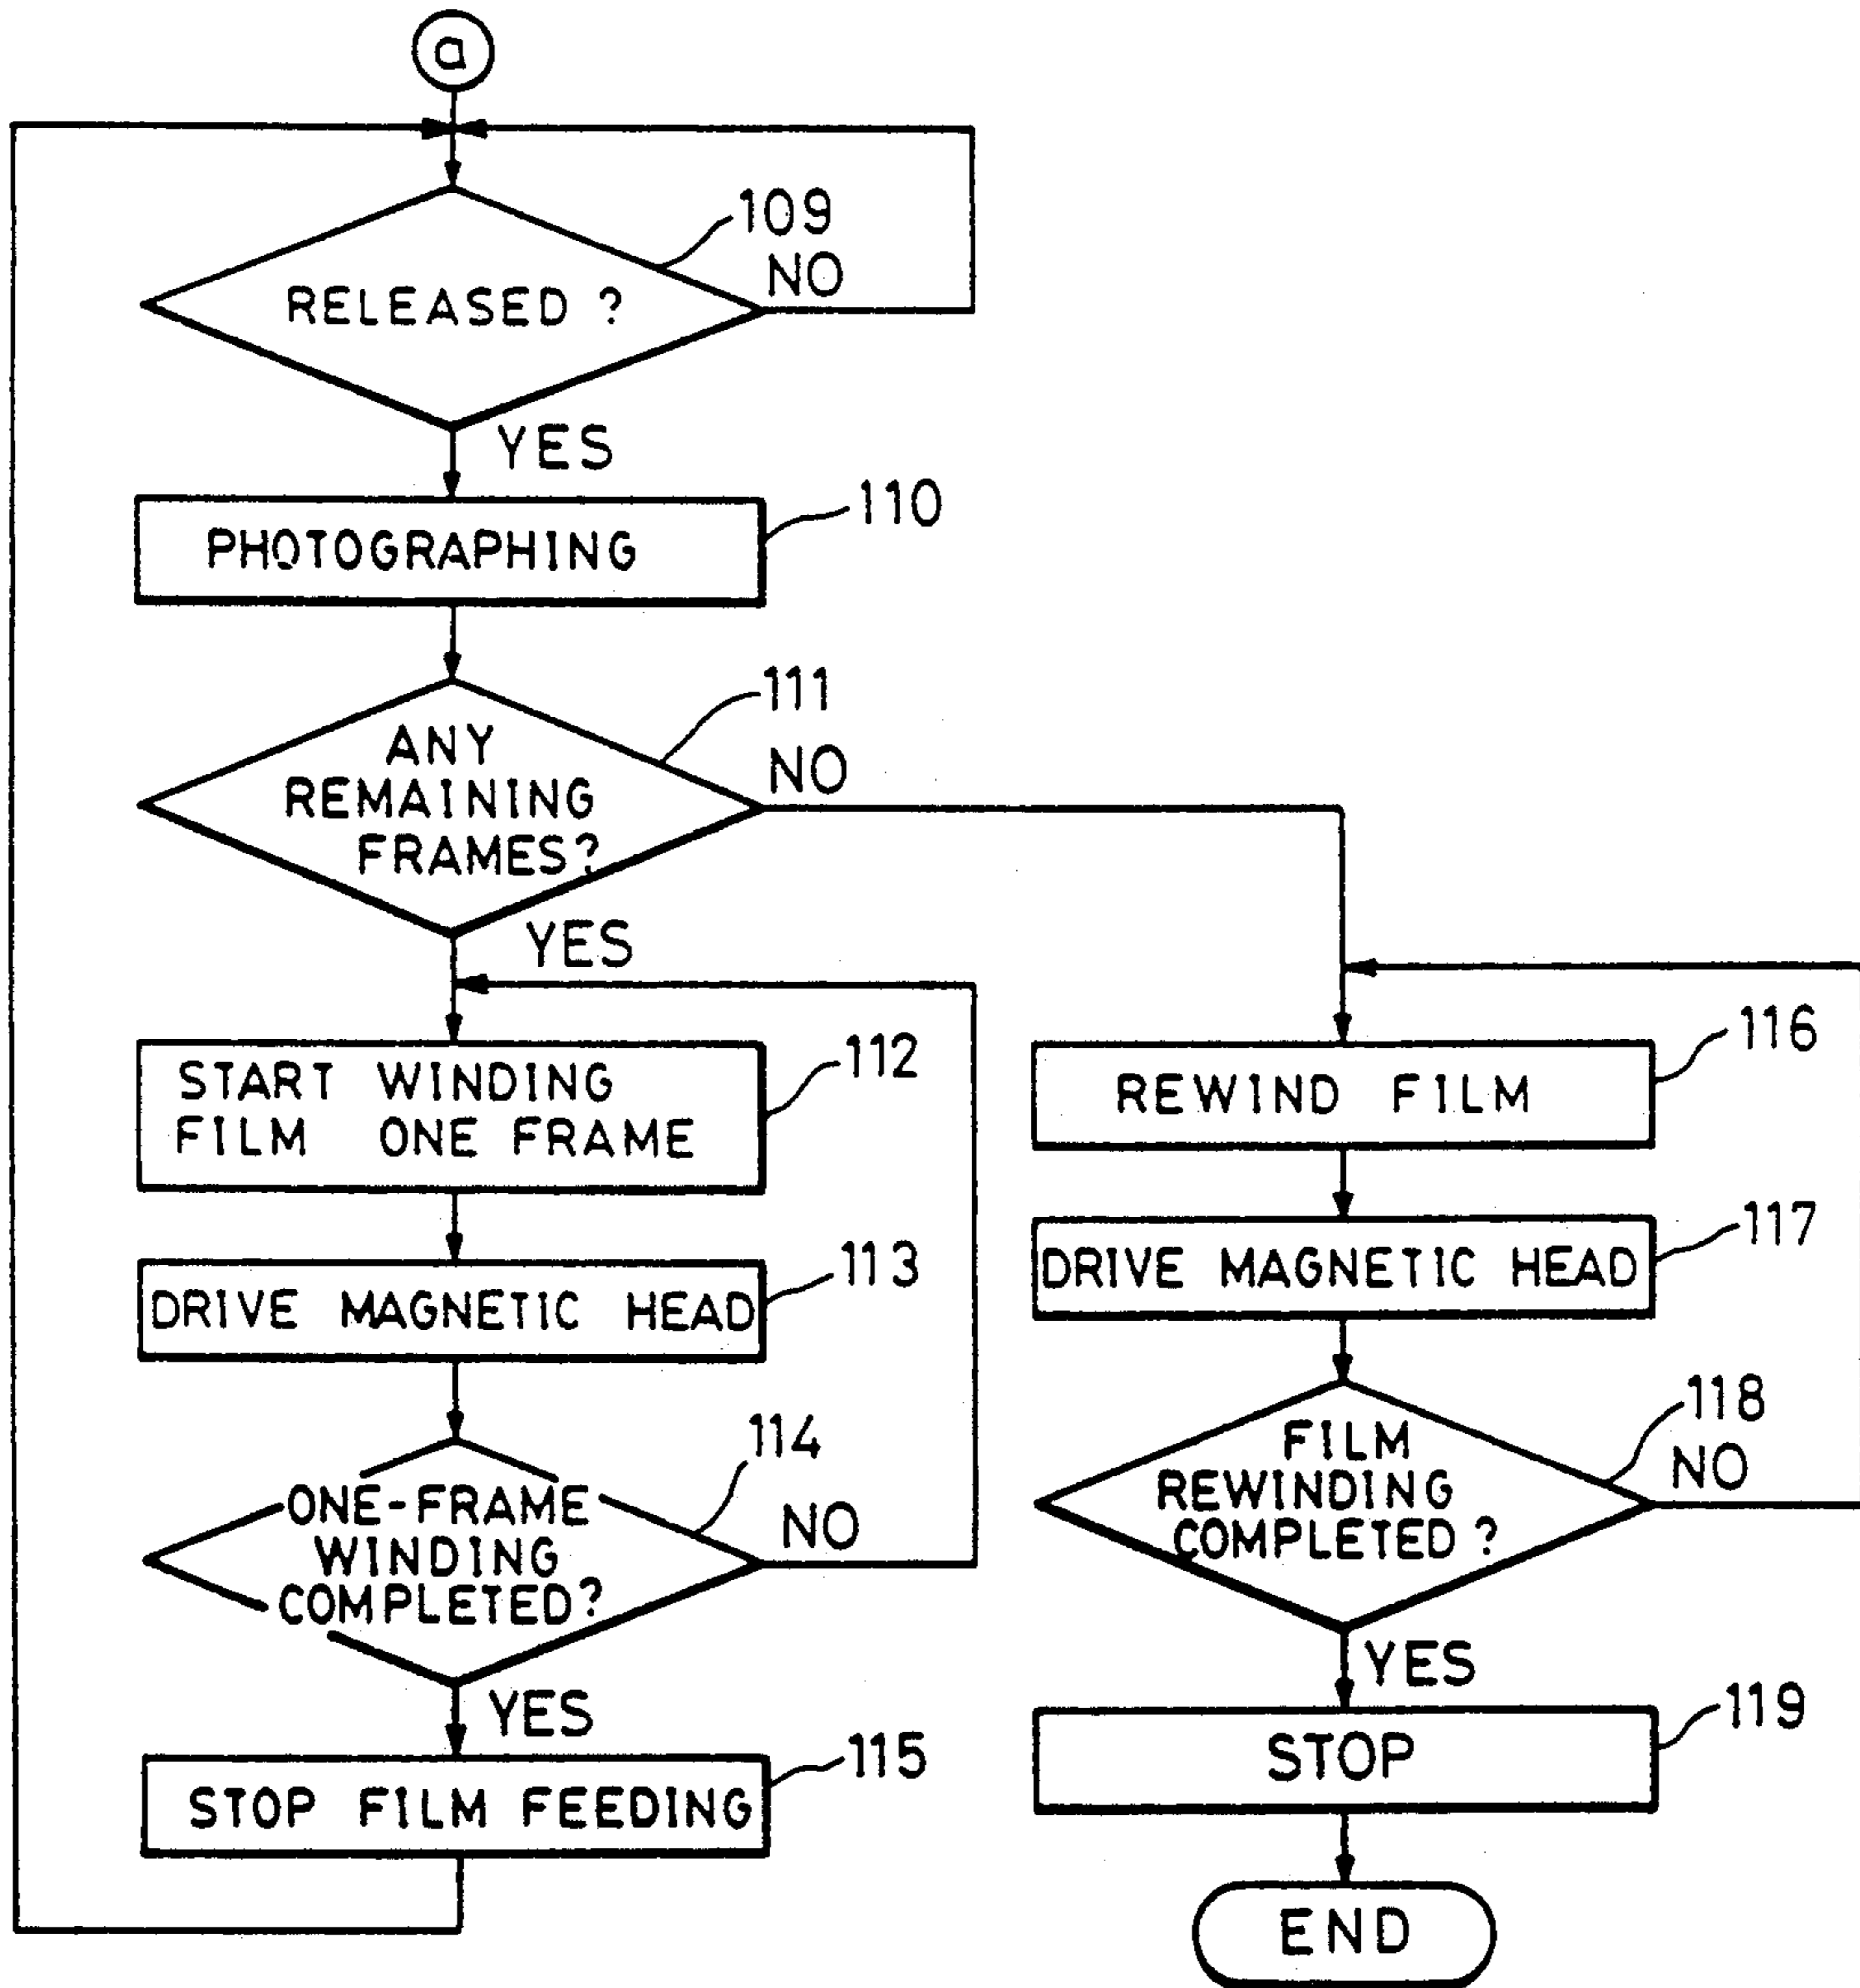 a
109
NO
RELEASED ?
YES
110
PHOTOGRAPHING
111
NO
ANY
REMAINING
FRAMES?
YES
112
START WINDING
FILM ONE FRAME
113
DRIVE MAGNETIC HEAD
114
NO
ONE-FRAME
WINDING
COMPLETED?
YES
115
STOP FILM FEEDING
116
REWIND FILM
117
DRIVE MAGNETIC HEAD
118
NO
FILM
REWINDING
COMPLETED ?
YES
119
STOP
END